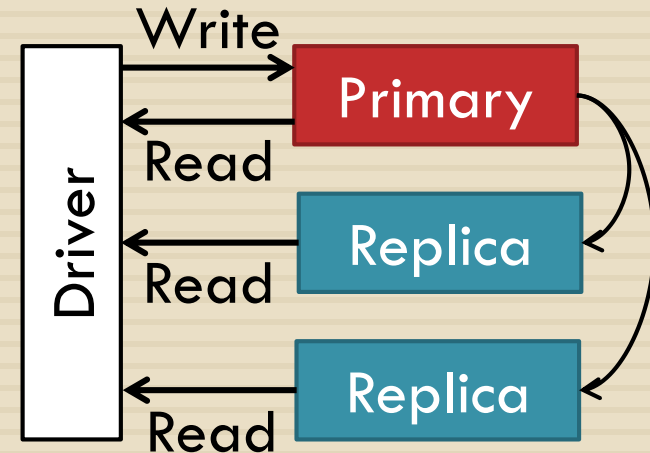 Write
Primary
Read
Driver
Replica
Read
Replica
Read